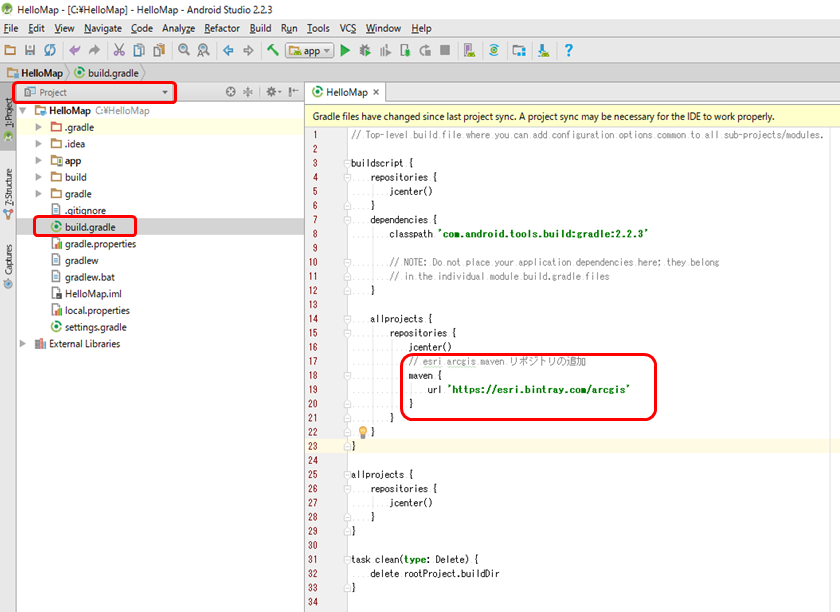 HelloMap - [C:¥HelloMap] - HelloMap - Android Studio 2.2.3
File Edit View Navigate Code Analyze Refactor Build Run Tools VCS Window Help
app
HelloMap build.gradle
Project
HelloMap
1: Project
Z: Structure
Captures
HelloMap C:¥HelloMap
.gradle
.idea
app
build
gradle
.gitignore
build.gradle
gradle.properties
gradlew
gradlew.bat
HelloMap.iml
local.properties
settings.gradle
External Libraries
Gradle files have changed since last project sync. A project sync may be necessary for the IDE to work properly.
1 // Top-level build file where you can add configuration options common to all sub-projects/modules.
2
3 buildscript {
4 repositories {
5 jcenter()
6 }
7 dependencies {
8 classpath 'com.android.tools.build:gradle:2.2.3'
9
10 // NOTE: Do not place your application dependencies here; they belong
11 // in the individual module build.gradle files
12 }
13
14 allprojects {
15 repositories {
16 jcenter()
17 // esri arcgis maven リポジトリの追加
18 maven {
19 url 'https://esri.bintray.com/arcgis'
20 }
21 }
22 }
23 }
24
25 allprojects {
26 repositories {
27 jcenter()
28 }
29 }
30
31 task clean(type: Delete) {
32 delete rootProject.buildDir
33 }
34